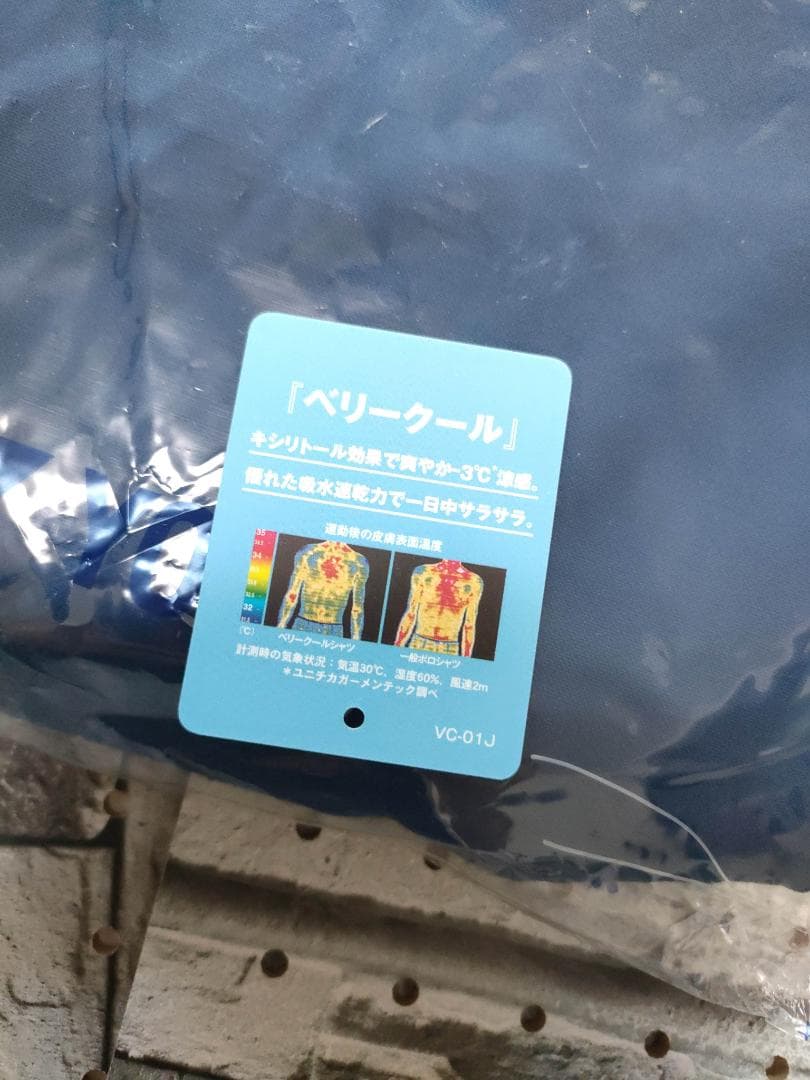 『ベリークール』
キシリトール効果で爽やか-3℃*涼感。
優れた吸水速乾力で一日中サラサラ。
運動後の皮膚表面温度
35
34
32
(℃)
ベリークールシャツ
一般ポロシャツ
計測時の気象状況:気温30℃、湿度60%、風速2m
*ユニチカガーメンテック調べ
VC-01J